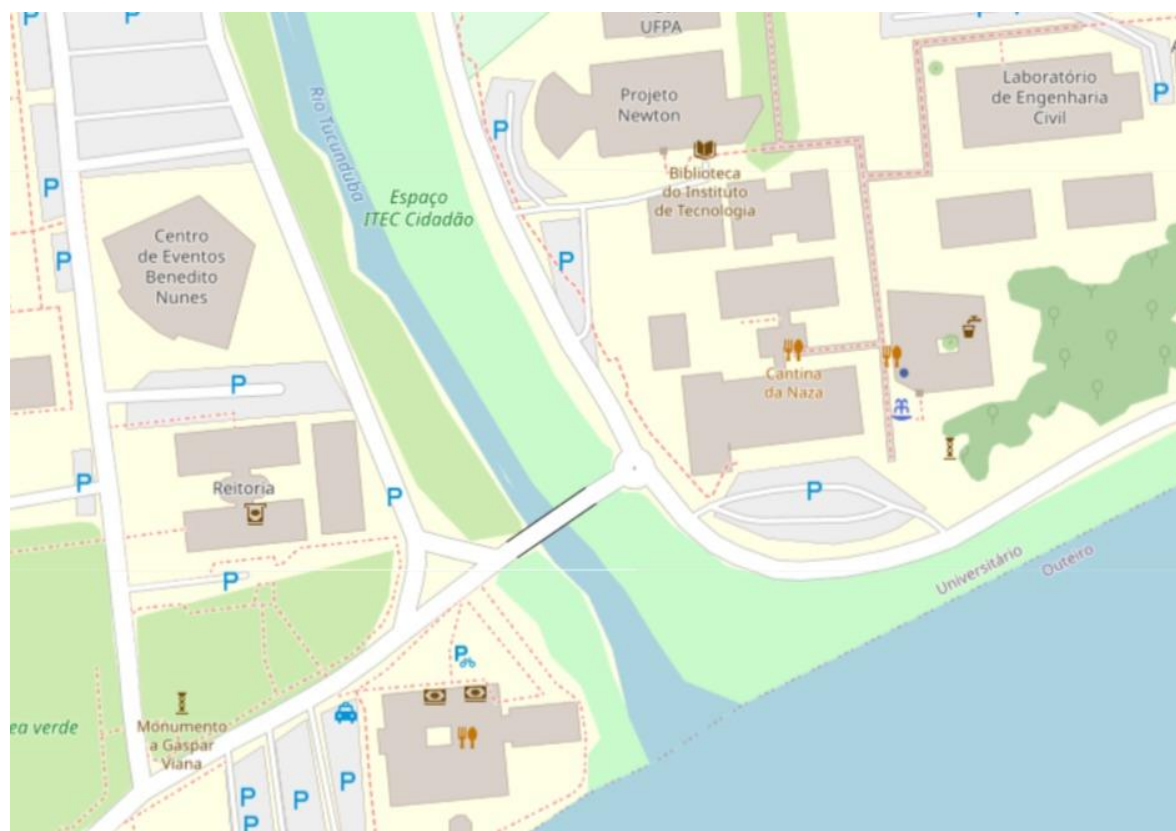 P
P
P
P
UFPA
Projeto
Newton
Laboratório
de Engenharia
Civil
P
Rio Tucunduba
P
P
Biblioteca
do Instituto
de Tecnologia
Espaço
ITEC Cidadão
Centro
de Eventos
Benedito
Nunes
P
P
Cantina
da Naza
P
Reitoria
P
P
P
P
Universitário
Outeiro
P
Monumento
a Gaspar
Viana
ea verde
P
P
P
P